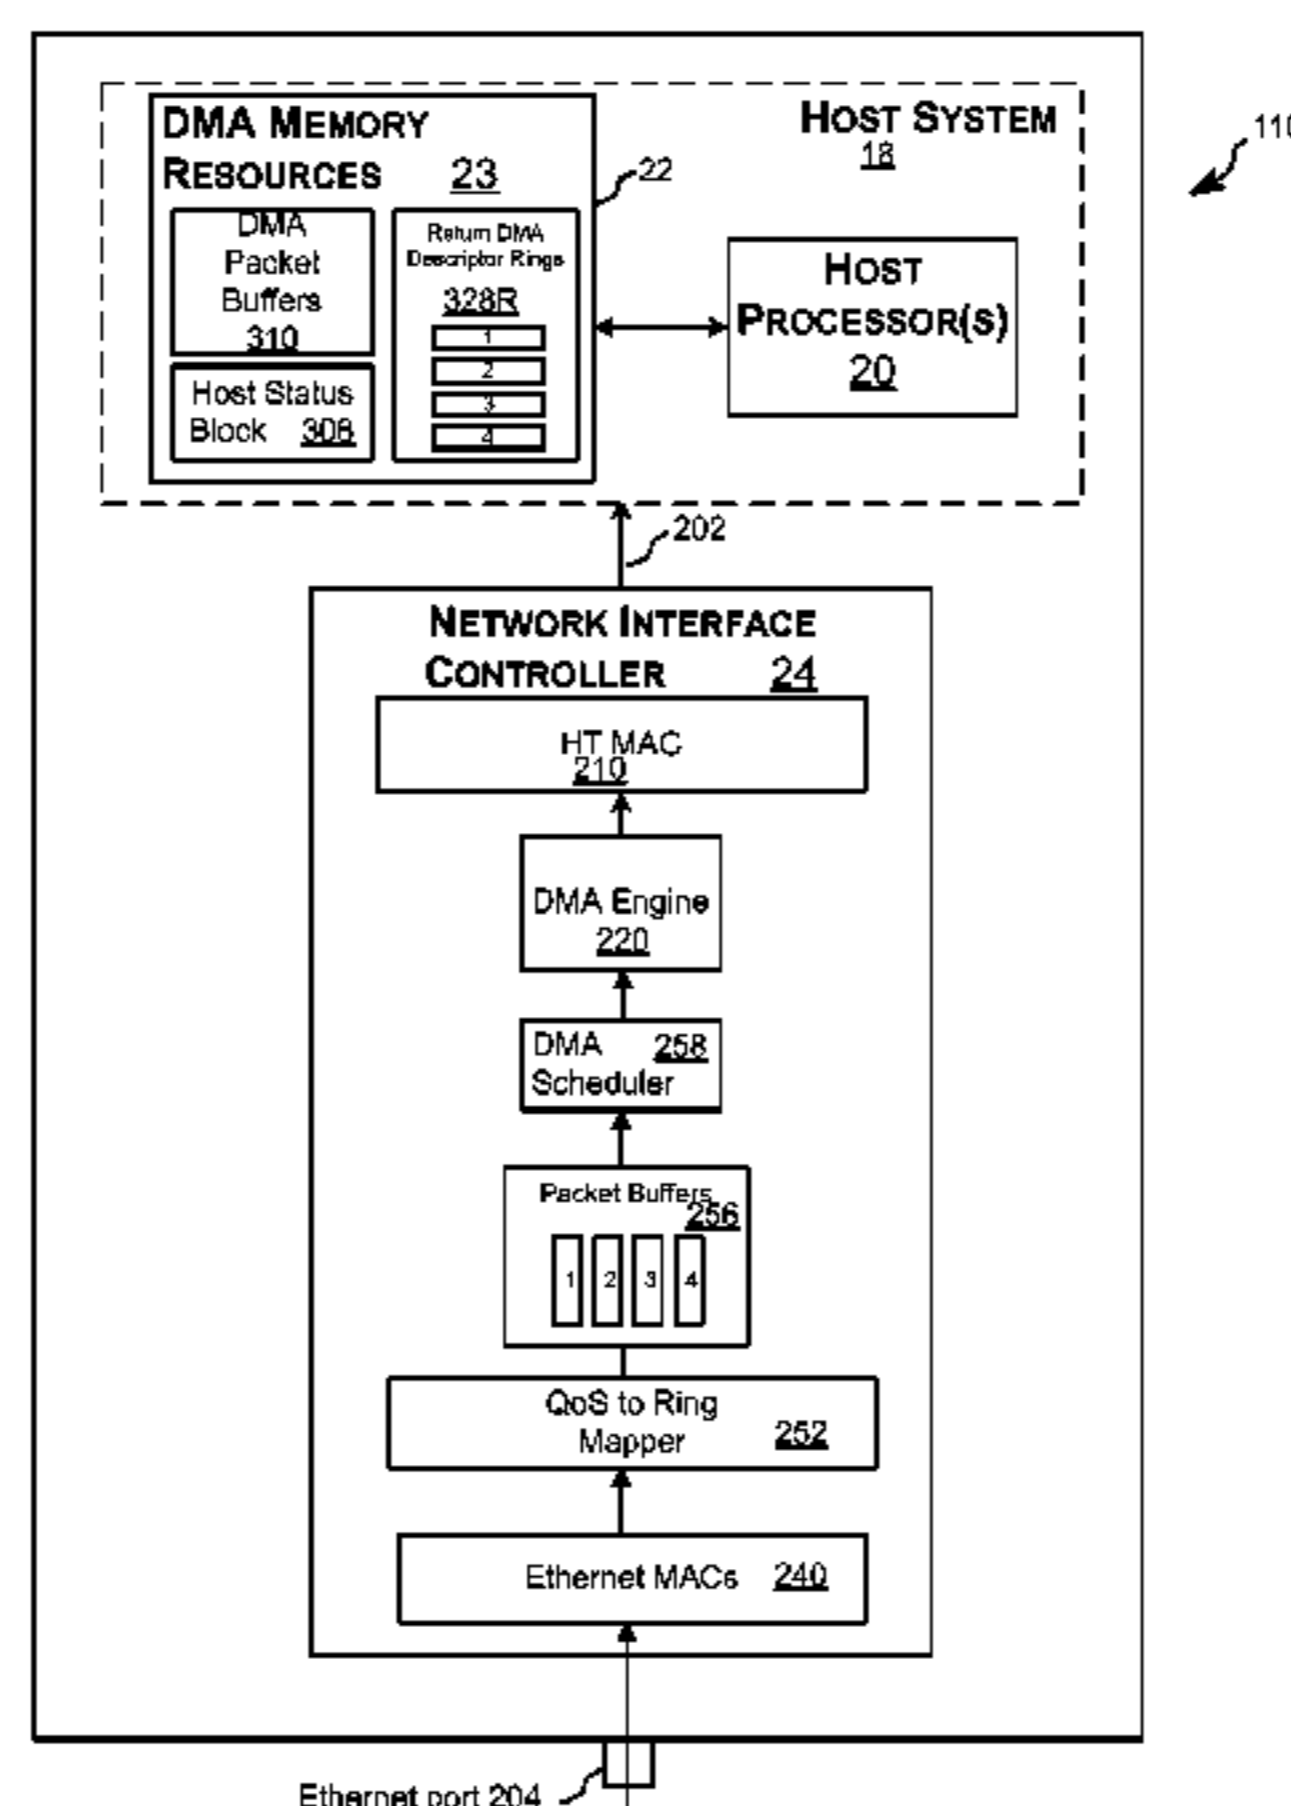 DMA MEMORY
RESOURCES 23
HOST SYSTEM
18
110
22
DMA
Packet
Buffers
310
Return DMA
Descriptor Rings
328R
1
2
3
4
Host Status
Block 308
HOST
PROCESSOR(S)
20
202
NETWORK INTERFACE
CONTROLLER 24
HT MAC
210
DMA Engine
220
DMA 258
Scheduler
Packet Buffers
256
1 2 3 4
QoS to Ring
Mapper 252
Ethernet MACs 240
Ethernet port 204